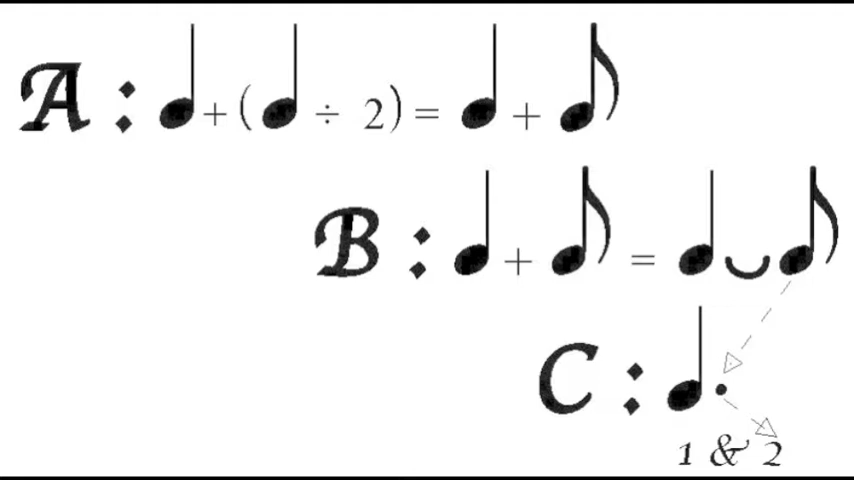 A : ♩ + ( ♩ ÷ 2 ) = ♩ + ♪
B : ♩ + ♪ = ♩ ‿ ♪
C : ♩ .
1 & 2